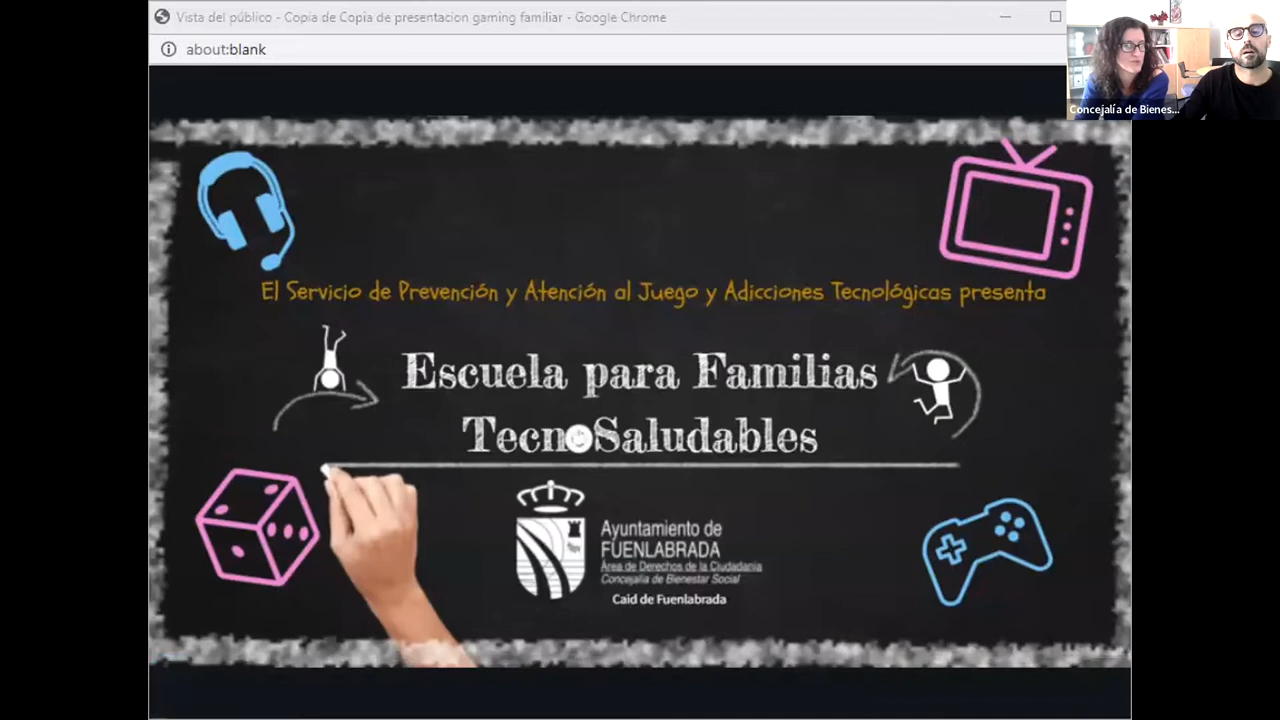 Vista del público - Copia de Copia de presentacion gaming familiar - Google Chrome
about:blank
Concejalía de Bienes...
El Servicio de Prevención y Atención al Juego y Adicciones Tecnológicas presenta
Escuela para Familias
TecnoSaludables
Ayuntamiento de
FUENLABRADA
Área de Derechos de la Ciudadanía
Concejalía de Bienestar Social
Caid de Fuenlabrada